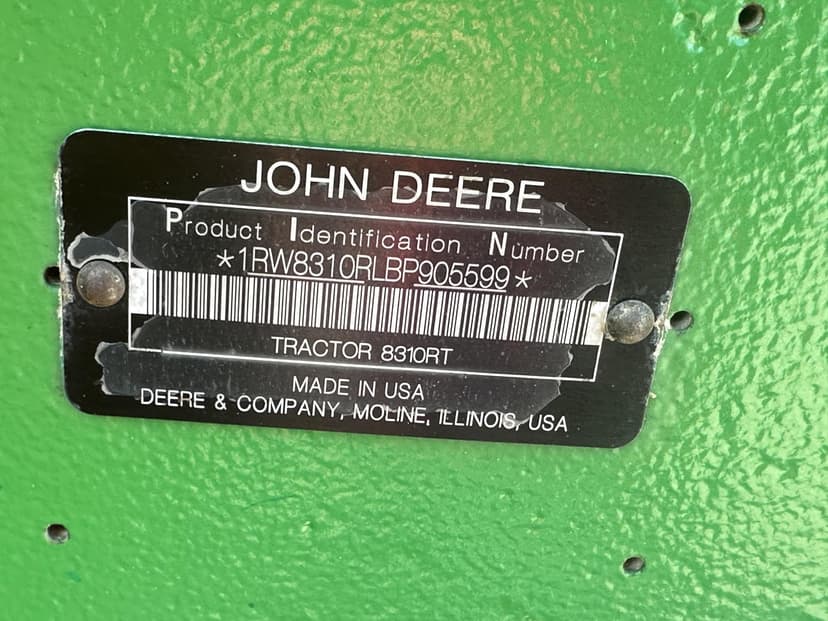 JOHN DEERE
Product Identification Number
*1RW8310RLBP905599*
TRACTOR 8310RT
MADE IN USA
DEERE & COMPANY, MOLINE, ILLINOIS, USA